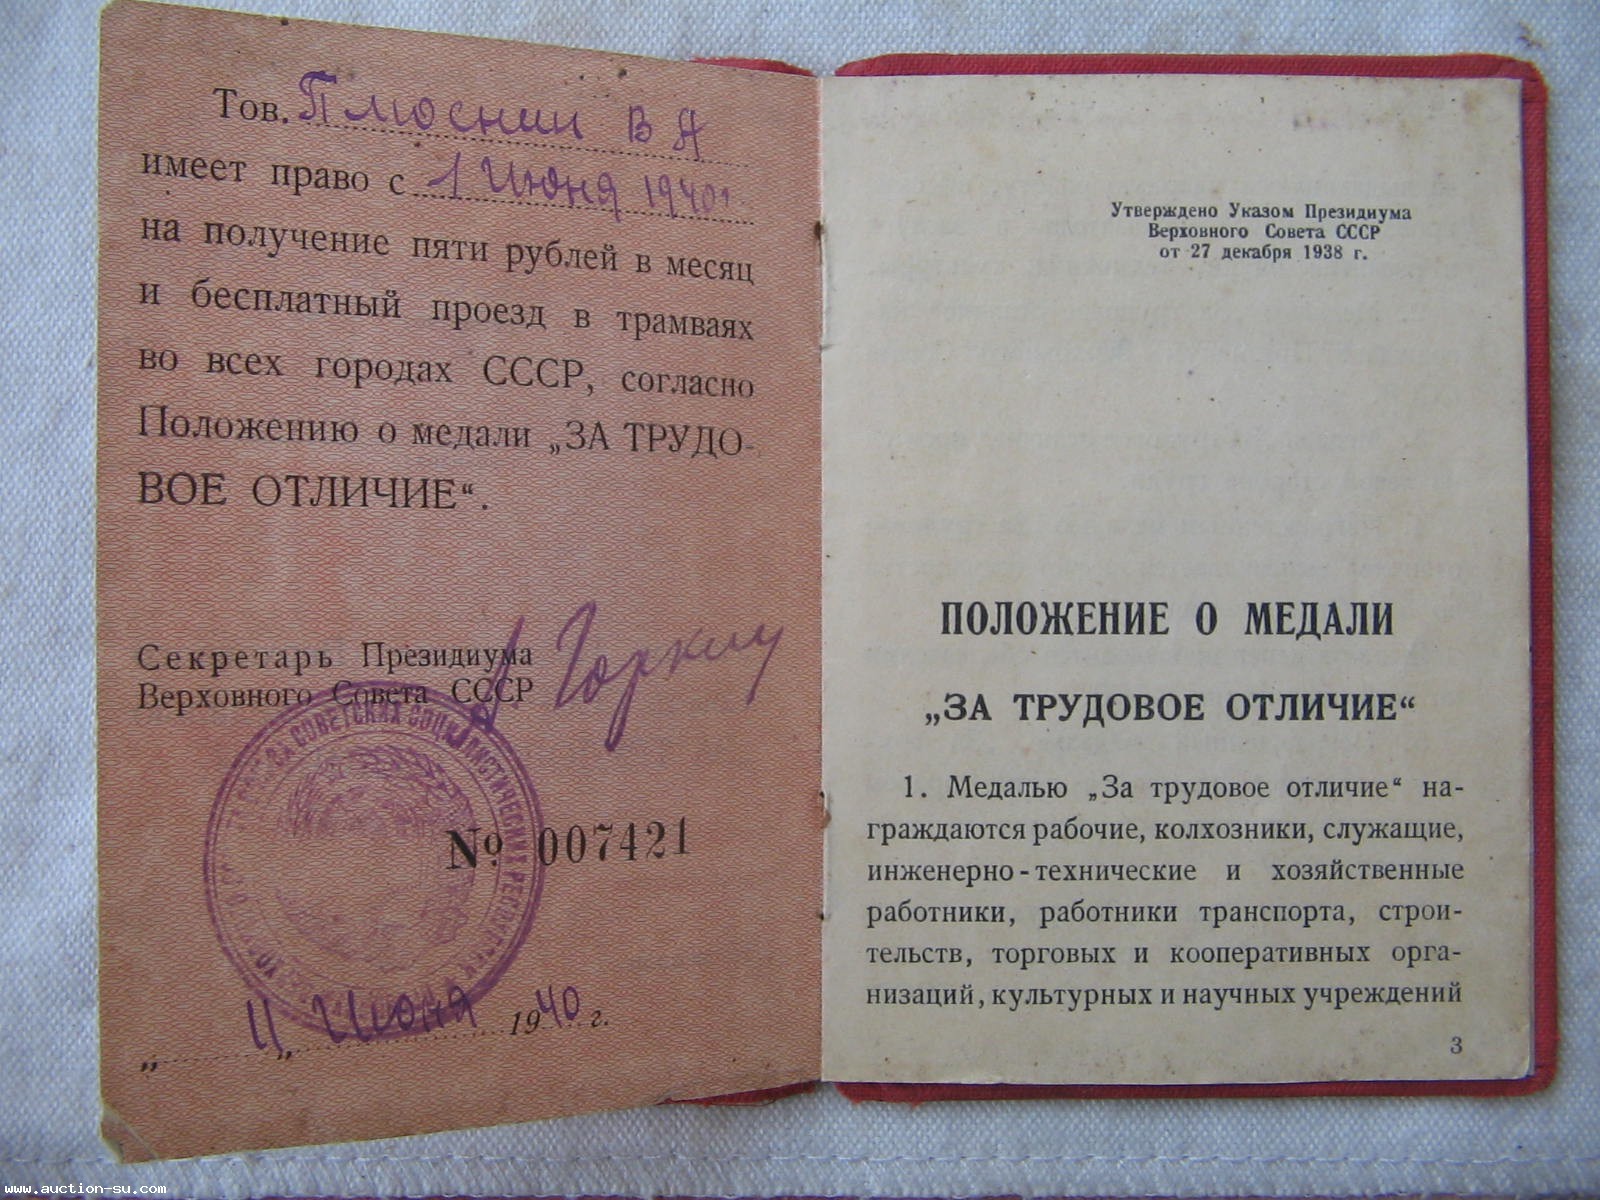 Тов. Плюснин В А
имеет право с 1 Июня 1940 г.
на получение пяти рублей в месяц
и бесплатный проезд в трамваях
во всех городах СССР, согласно
Положению о медали „ЗА ТРУДО-
ВОЕ ОТЛИЧИЕ“.
Секретарь Президиума
Верховного Совета СССР
А Горкин
СОВЕТСКИХ СОЦИАЛИСТИЧЕСКИХ РЕСПУБЛИК
№ 007421
„11„ Июня 1940 г.
Утверждено Указом Президиума
Верховного Совета СССР
от 27 декабря 1938 г.
ПОЛОЖЕНИЕ О МЕДАЛИ
„ЗА ТРУДОВОЕ ОТЛИЧИЕ“
1. Медалью „За трудовое отличие“ на-
граждаются рабочие, колхозники, служащие,
инженерно-технические и хозяйственные
работники, работники транспорта, строи-
тельств, торговых и кооперативных орга-
низаций, культурных и научных учреждений
3
www.auction-su.com